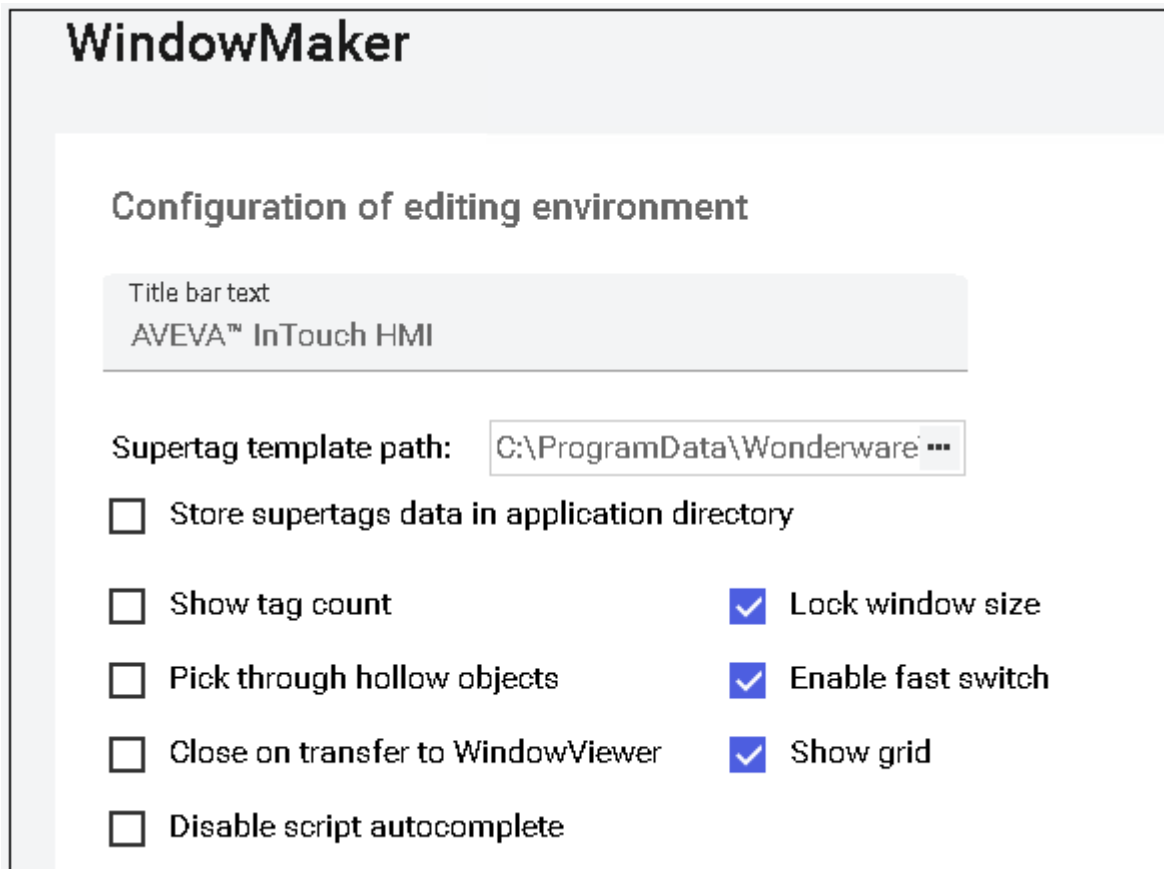 WindowMaker
Configuration of editing environment
Title bar text
AVEVA™ InTouch HMI
Supertag template path: C:\ProgramData\Wonderware ...
Store supertags data in application directory
Show tag count Lock window size
Pick through hollow objects Enable fast switch
Close on transfer to WindowViewer Show grid
Disable script autocomplete